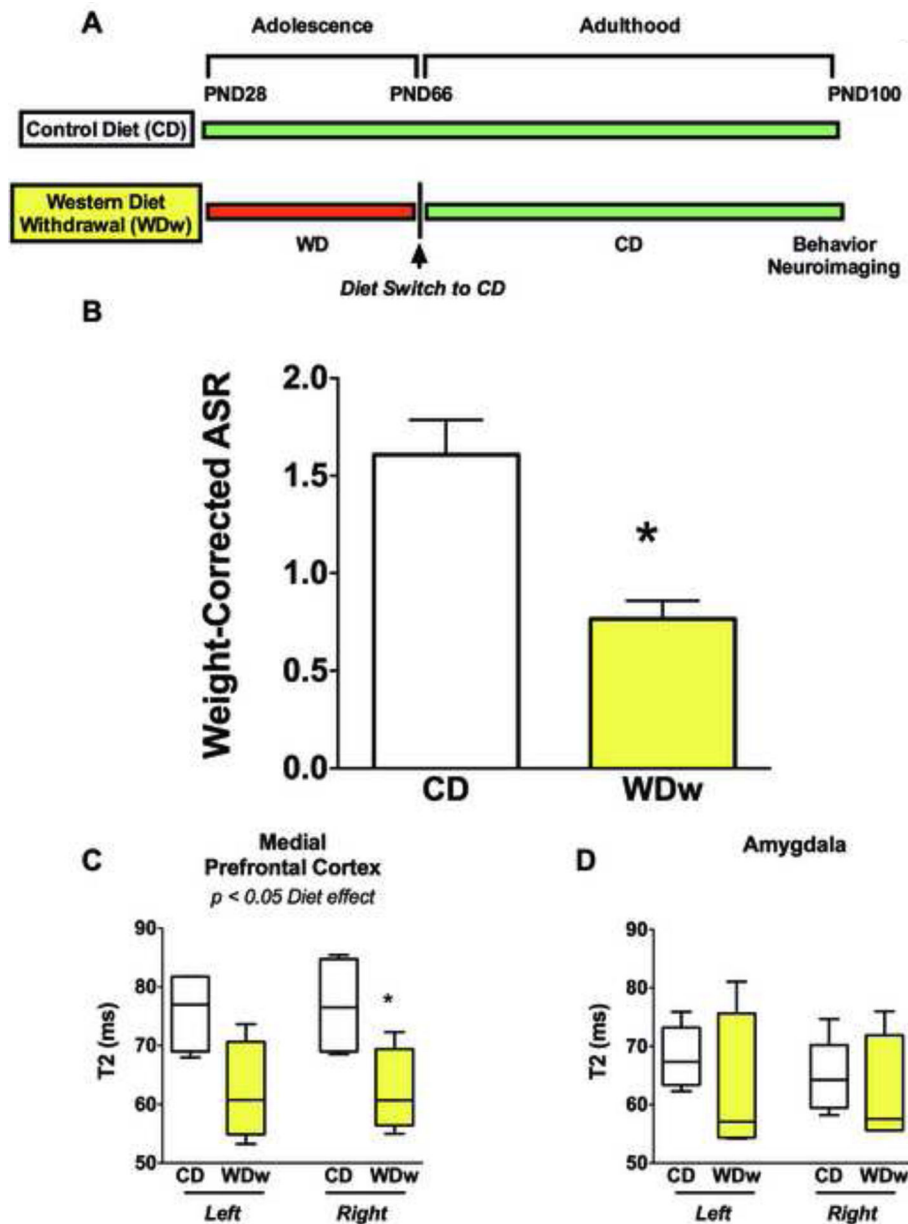 A
Adolescence Adulthood
PND28 PND66 PND100
Control Diet (CD)
Western Diet
Withdrawal (WDw)
WD CD Behavior
Neuroimaging
Diet Switch to CD
B
Weight-Corrected ASR
2.0
1.5
1.0
0.5
0.0
*
CD WDw
C
Medial
Prefrontal Cortex
p < 0.05 Diet effect
T2 (ms)
90
80
70
60
50
*
CD WDw CD WDw
Left Right
D
Amygdala
T2 (ms)
90
80
70
60
50
CD WDw CD WDw
Left Right